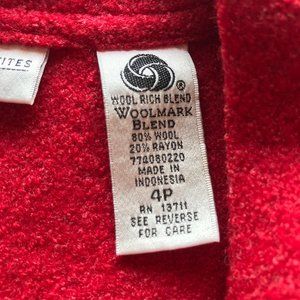 ITES
®
WOOL RICH BLEND
WOOLMARK
BLEND
80% WOOL
20% RAYON
774080220
MADE IN
INDONESIA
4P
RN 13711
SEE REVERSE
FOR CARE